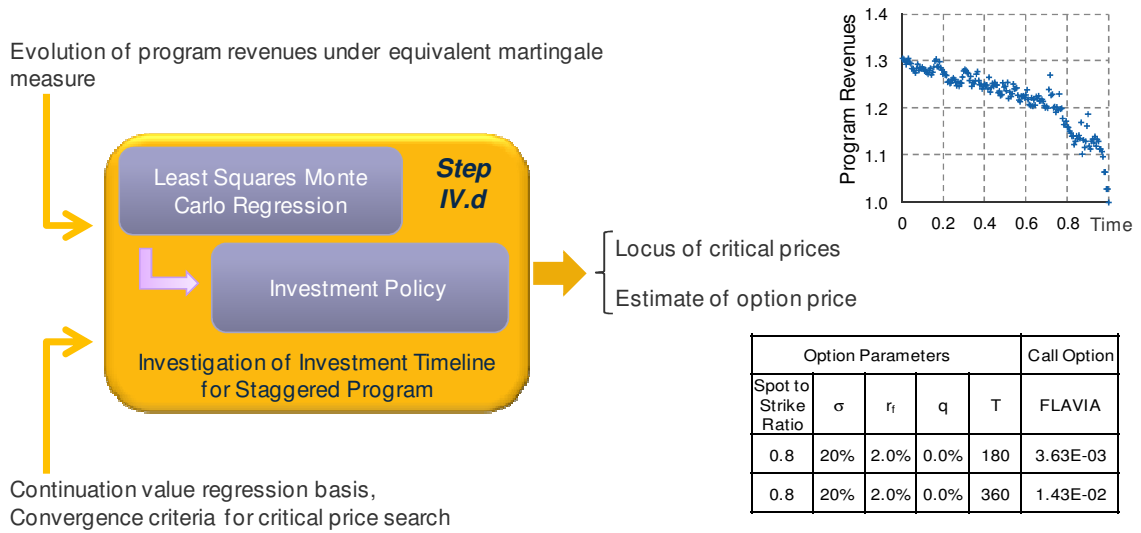 Evolution of program revenues under equivalent martingale
measure
Least Squares Monte
Carlo Regression
Step
IV.d
Investment Policy
Investigation of Investment Timeline
for Staggered Program
Continuation value regression basis,
Convergence criteria for critical price search
Locus of critical prices
Estimate of option price
Program Revenues
1.4
1.3
1.2
1.1
1.0
0 0.2 0.4 0.6 0.8 Time
Option Parameters Call Option
Spot to
Strike
Ratio
σ r_f q T FLAVIA
0.8 20% 2.0% 0.0% 180 3.63E-03
0.8 20% 2.0% 0.0% 360 1.43E-02